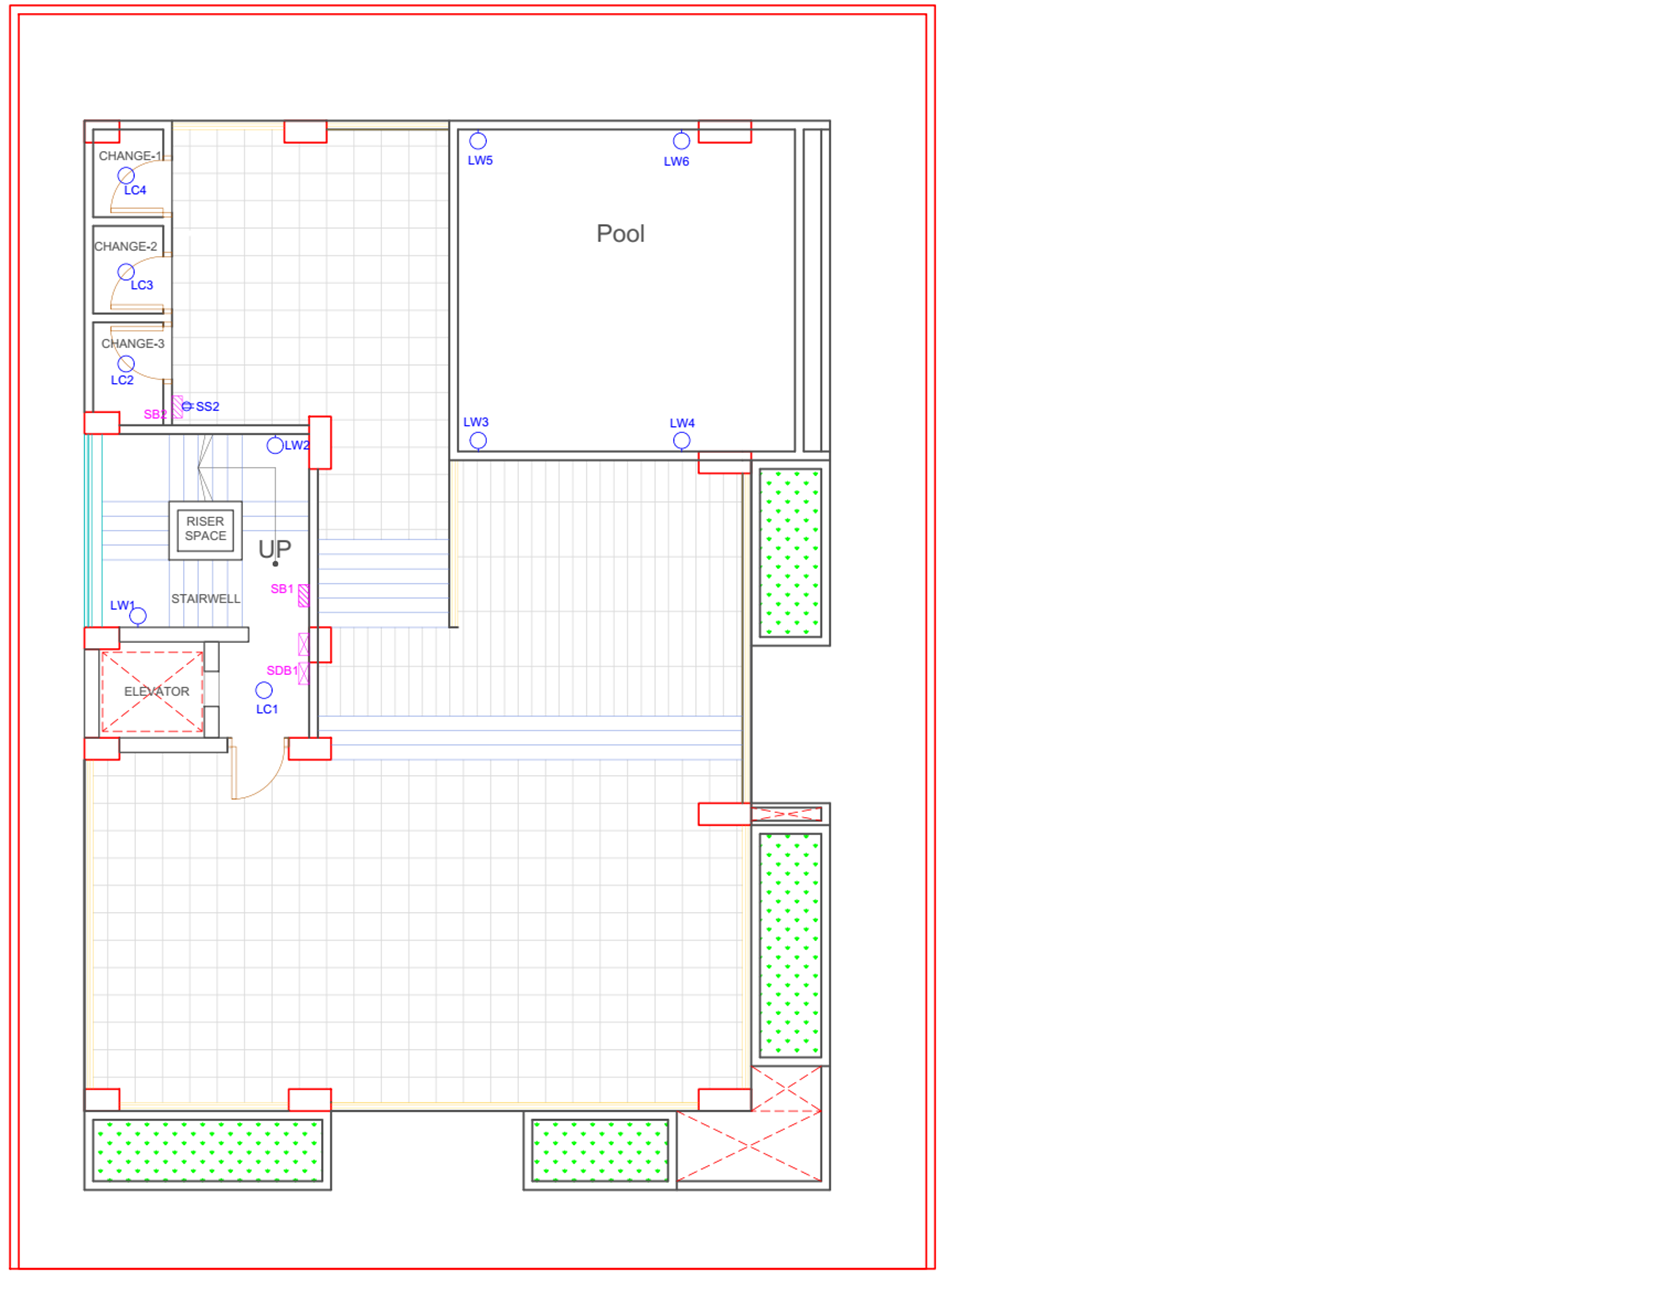 CHANGE-1
LC4
LW5
LW6
Pool
CHANGE-2
LC3
CHANGE-3
LC2
SB2
SS2
LW3
LW4
LW2
RISER
SPACE
UP
SB1
STAIRWELL
LW1
SDB1
ELEVATOR
LC1